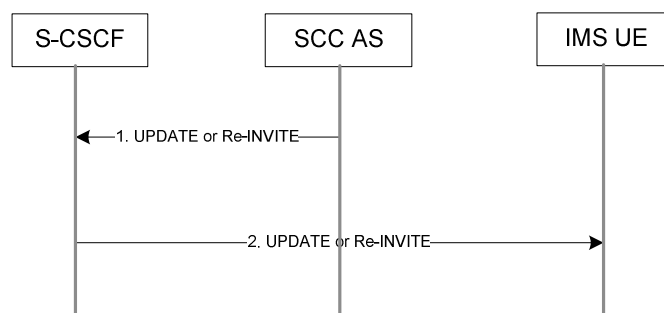 S-CSCF
SCC AS
IMS UE
1. UPDATE or Re-INVITE
2. UPDATE or Re-INVITE